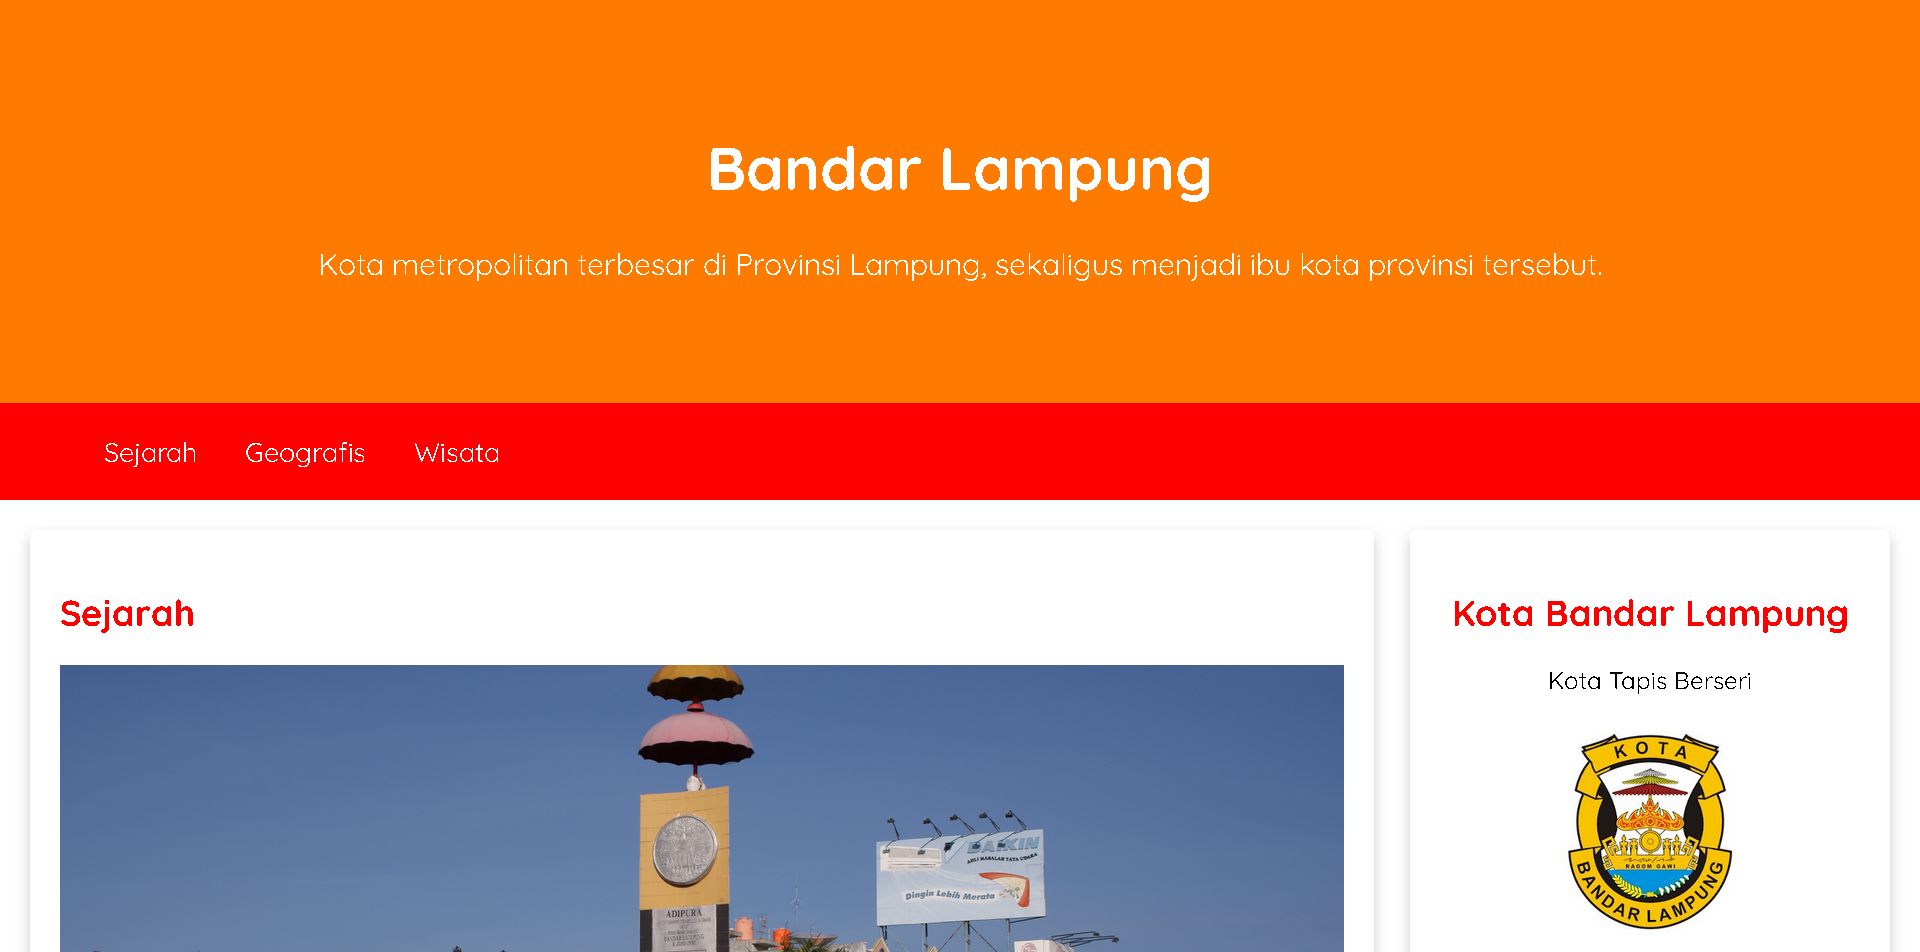 Bandar Lampung
Kota metropolitan terbesar di Provinsi Lampung, sekaligus menjadi ibu kota provinsi tersebut.
Sejarah
Geografis
Wisata
Sejarah
ADIPURA
BANDAR LAMPUNG
DAIKIN
AHLI MASALAH TATA UDARA
Dingin Lebih Merata
Kota Bandar Lampung
Kota Tapis Berseri
KOTA
RAGOM GAWI
BANDAR LAMPUNG